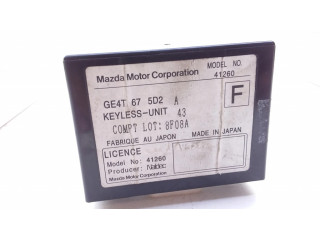 Mazda Motor Corporation
MODEL NO.
41260
GE4T 67 5D2 A
F
KEYLESS-UNIT 43
COMPT LOT: 8F08A
FABRIQUE AU JAPON MADE IN JAPAN
LICENCE
Model No: 41260
Producer: Naldec
Mazda Motor Corporation